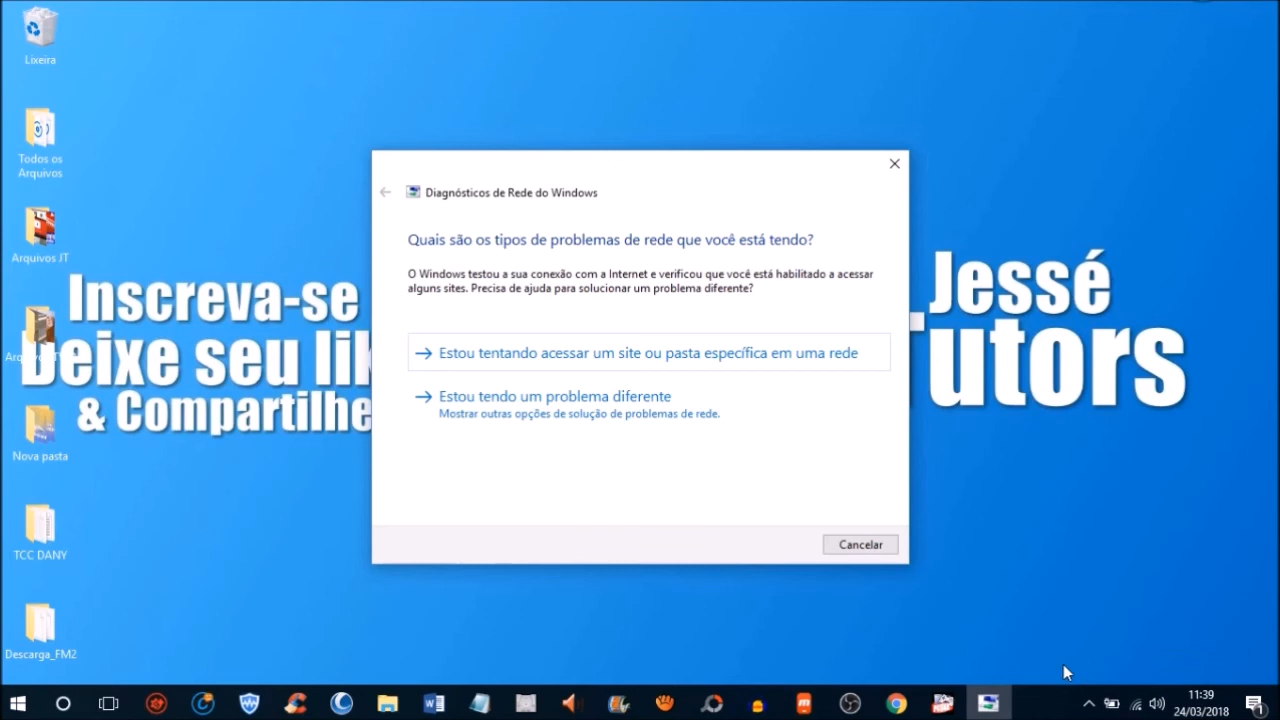 Lixeira
Todos os
Arquivos
Arquivos JT
Nova pasta
TCC DANY
Descarga_FM2
Inscreva-se
Deixe seu
& Compartilhe
Jessé
Tutors
Diagnósticos de Rede do Windows
Quais são os tipos de problemas de rede que você está tendo?
O Windows testou a sua conexão com a Internet e verificou que você está habilitado a acessar
alguns sites. Precisa de ajuda para solucionar um problema diferente?
Estou tentando acessar um site ou pasta específica em uma rede
Estou tendo um problema diferente
Mostrar outras opções de solução de problemas de rede.
Cancelar
11:39
24/03/2018
1